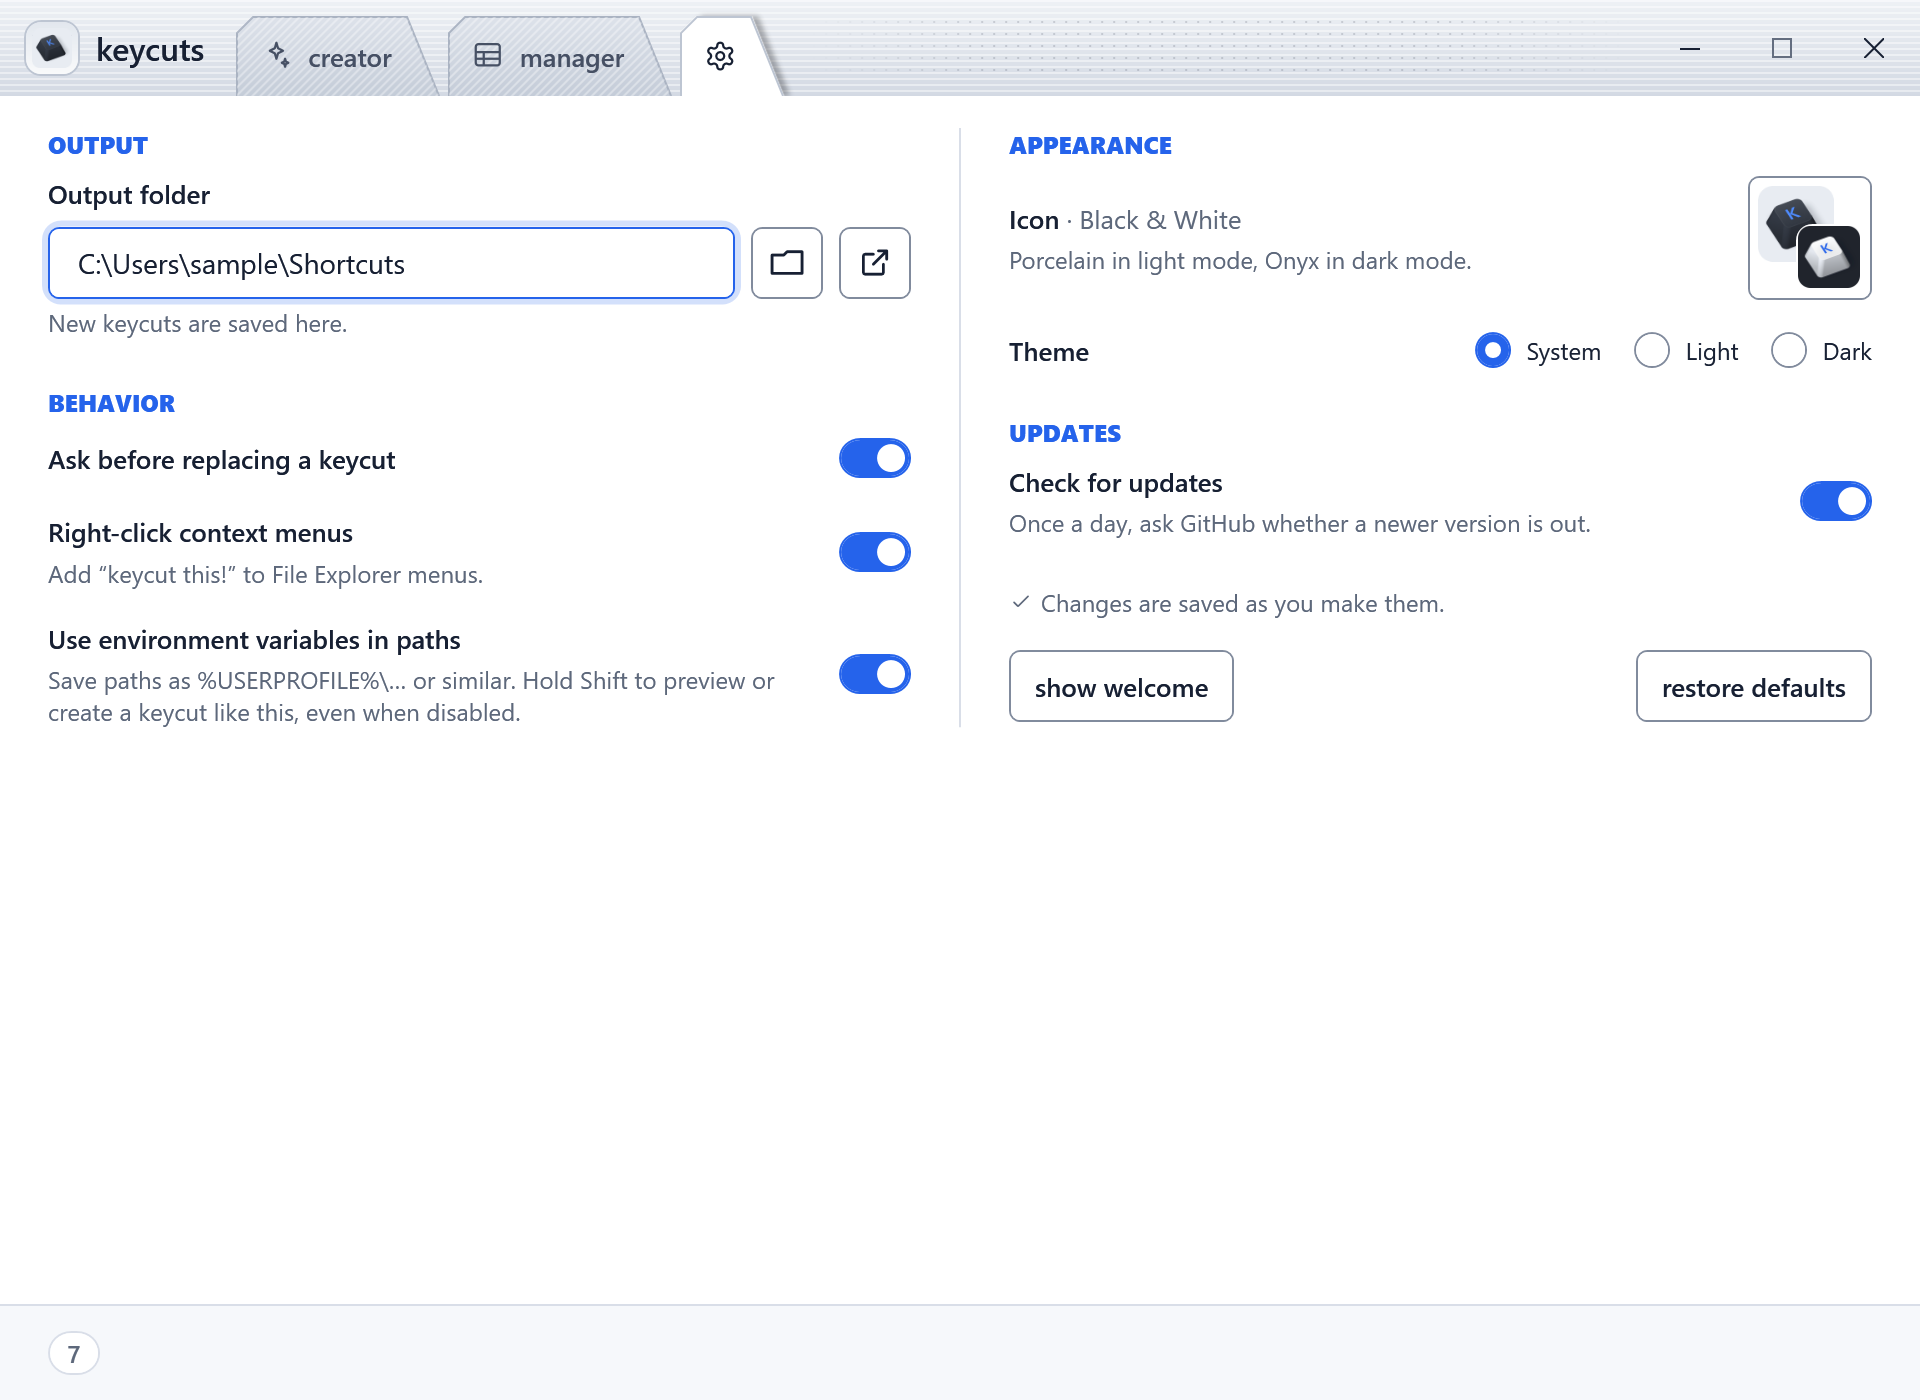 keycuts
creator
manager
OUTPUT
Output folder
C:\Users\sample\Shortcuts
New keycuts are saved here.
BEHAVIOR
Ask before replacing a keycut
Right-click context menus
Add “keycut this!” to File Explorer menus.
Use environment variables in paths
Save paths as %USERPROFILE%\... or similar. Hold Shift to preview or
create a keycut like this, even when disabled.
APPEARANCE
Icon · Black & White
Porcelain in light mode, Onyx in dark mode.
K
K
Theme
System
Light
Dark
UPDATES
Check for updates
Once a day, ask GitHub whether a newer version is out.
Changes are saved as you make them.
show welcome
restore defaults
7